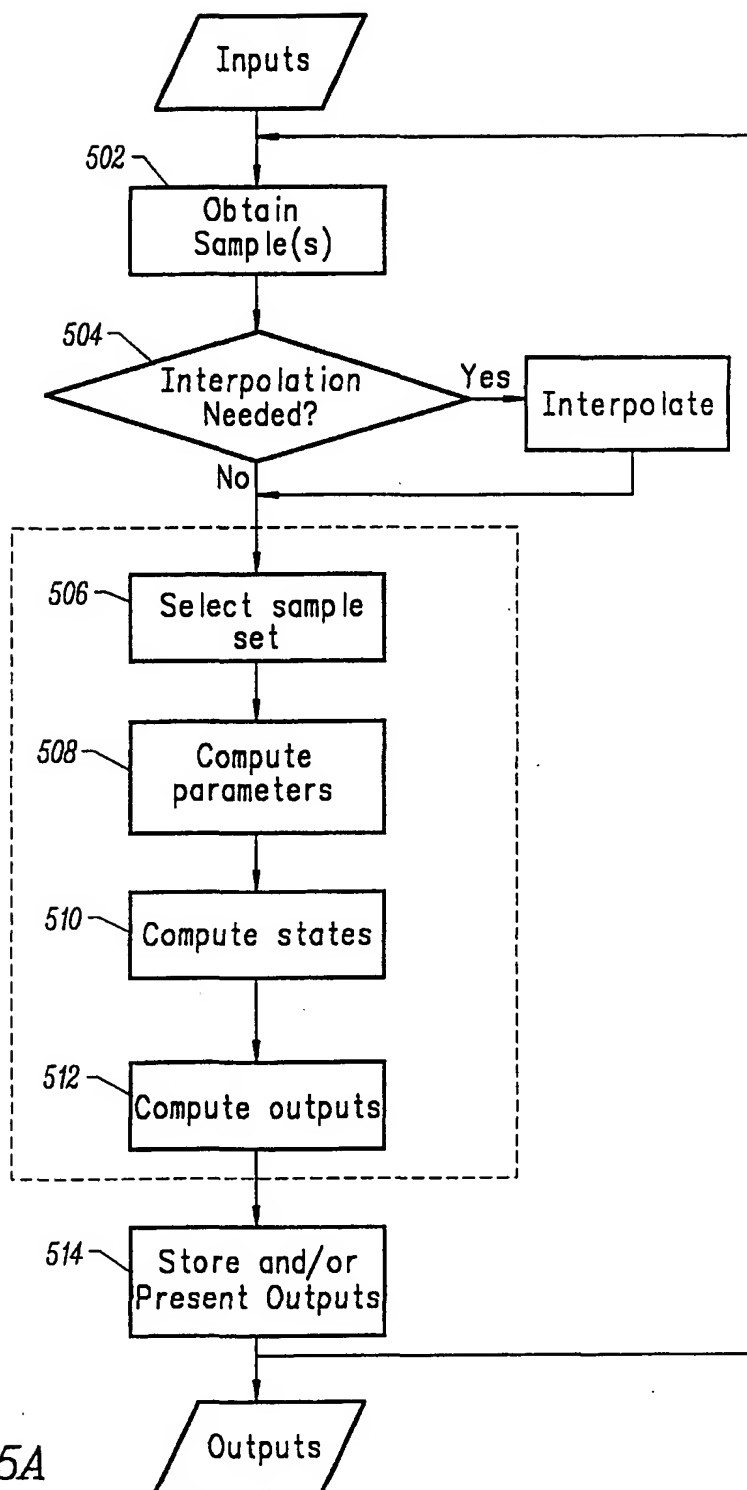 Inputs
502
Obtain
Sample(s)
504
Interpolation
Needed?
Yes
Interpolate
No
506
Select sample
set
508
Compute
parameters
510
Compute states
512
Compute outputs
514
Store and/or
Present Outputs
Outputs
5A